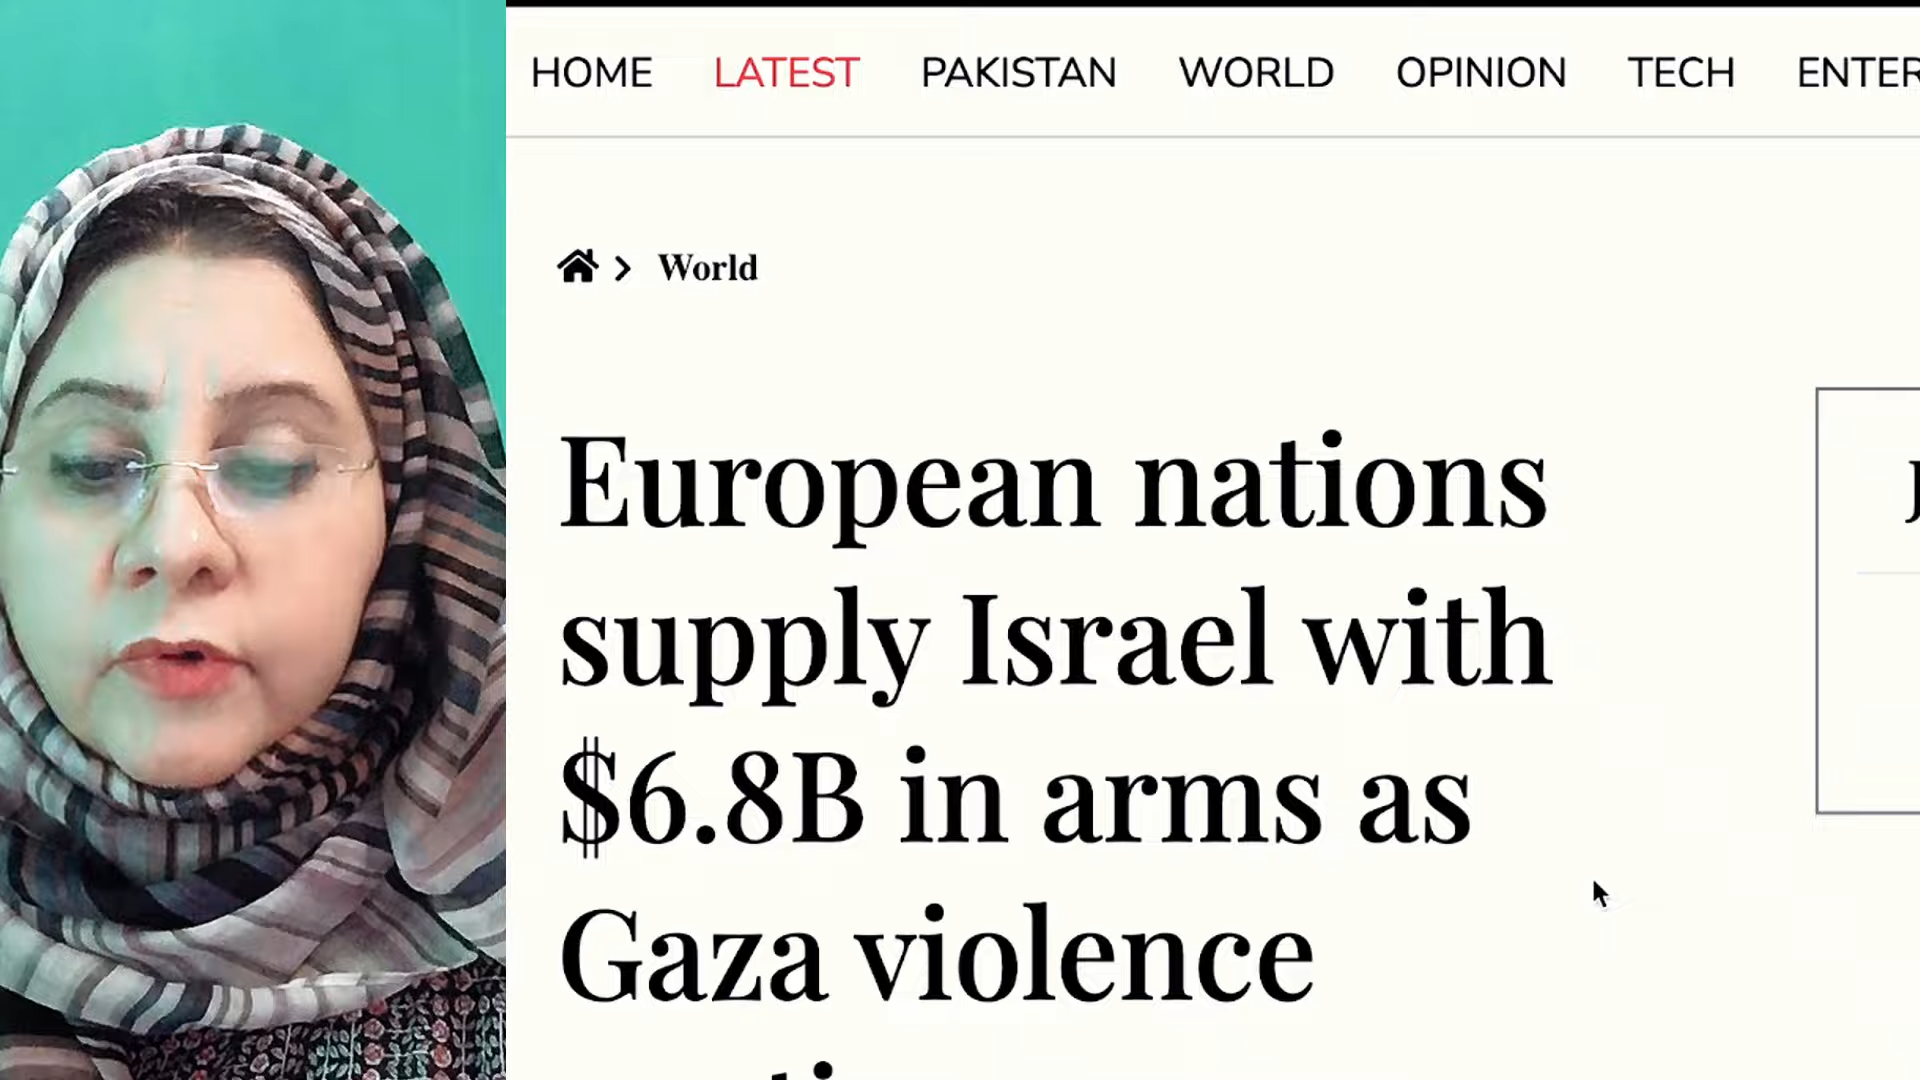 HOME LATEST PAKISTAN WORLD OPINION TECH
World
European nations
supply Israel with
$6.8B in arms as
Gaza violence